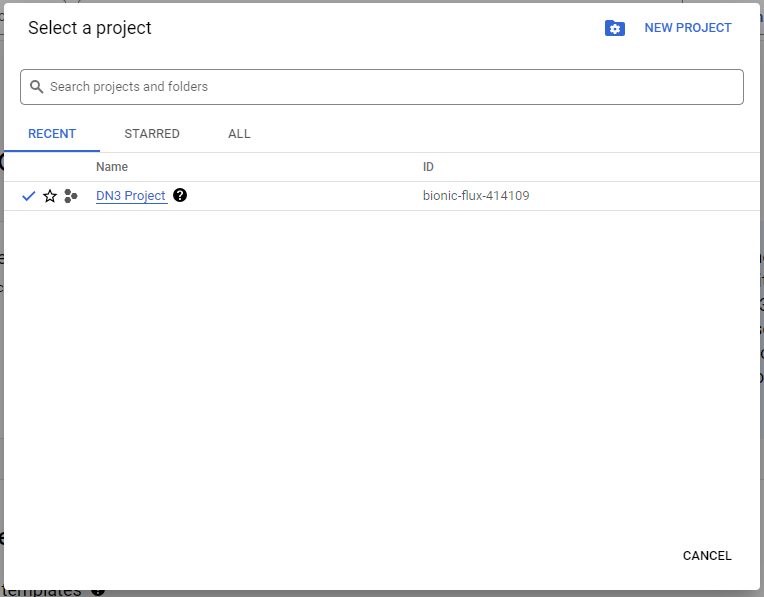 Select a project
NEW PROJECT
Search projects and folders
RECENT STARRED ALL
Name ID
DN3 Project bionic-flux-414109
CANCEL
templates